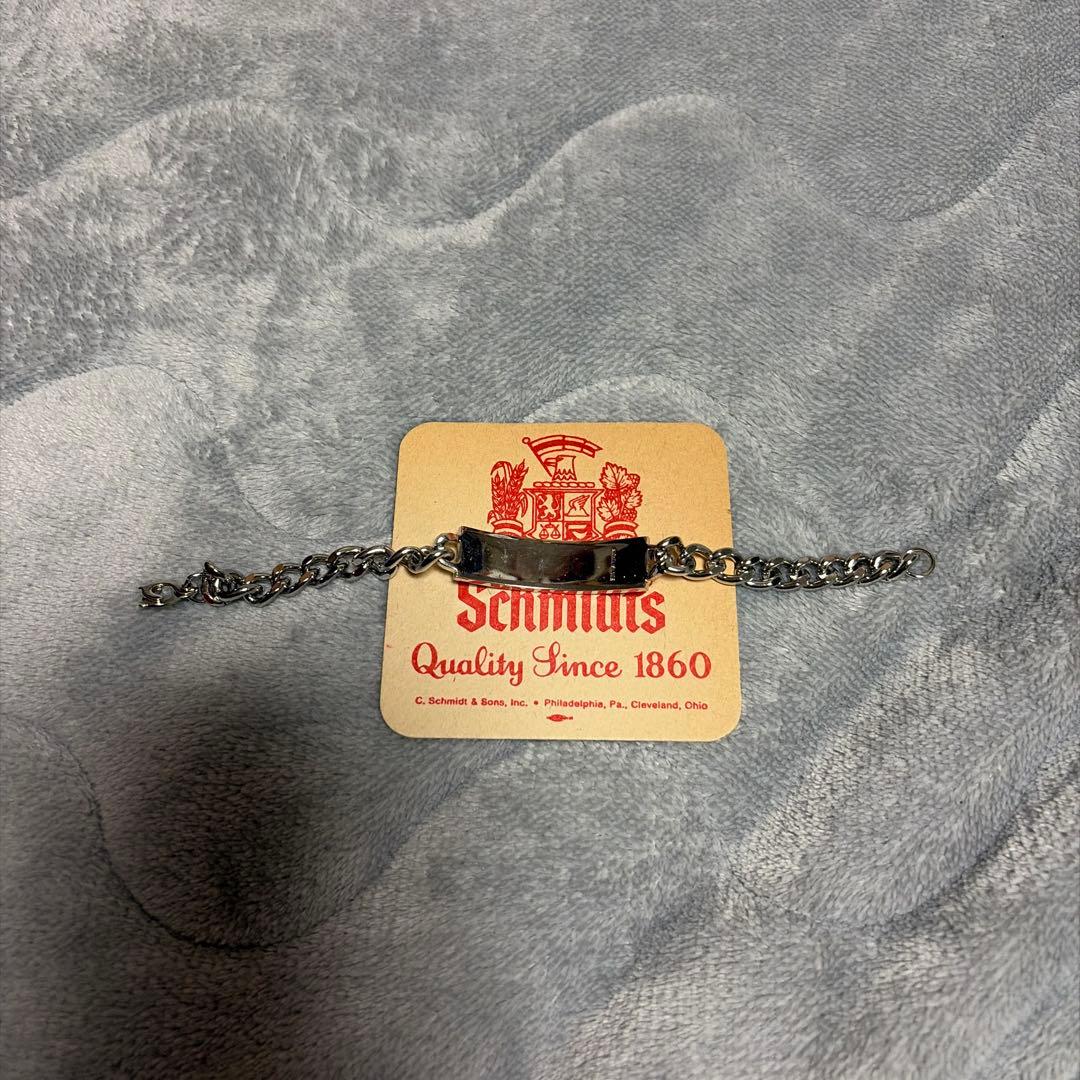 Schmidts
Quality Since 1860
C. Schmidt & Sons, Inc. • Philadelphia, Pa., Cleveland, Ohio